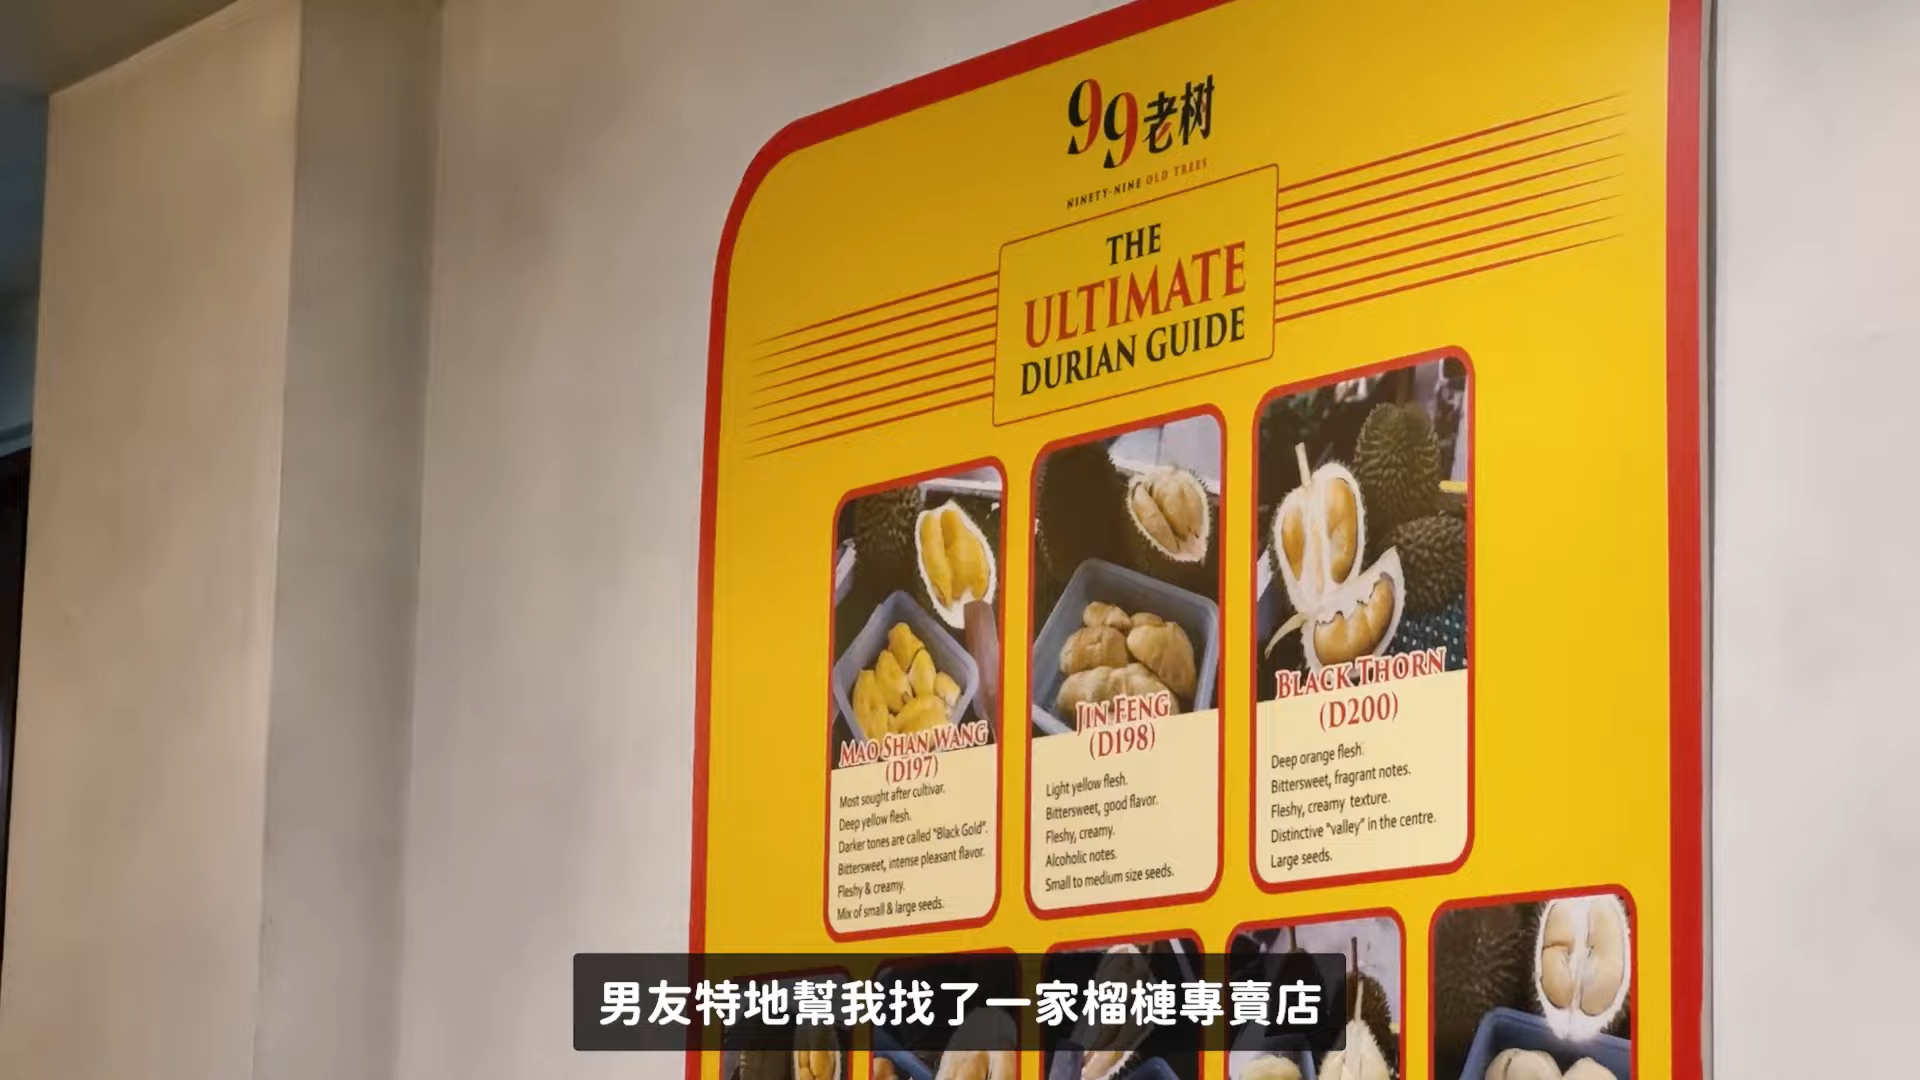 99老树
NINETY-NINE OLD TREES
THE
ULTIMATE
DURIAN GUIDE
MAO SHAN WANG
(D197)
Most sought after cultivar.
Deep yellow flesh.
Darker tones are called "Black Gold".
Bittersweet, intense pleasant flavor.
Fleshy & creamy.
Mix of small & large seeds.
JIN FENG
(D198)
Light yellow flesh.
Bittersweet, good flavor.
Fleshy, creamy.
Alcoholic notes.
Small to medium size seeds.
BLACK THORN
(D200)
Deep orange flesh.
Bittersweet, fragrant notes.
Fleshy, creamy texture.
Distinctive "valley" in the centre.
Large seeds.
男友特地幫我找了一家榴槤專賣店